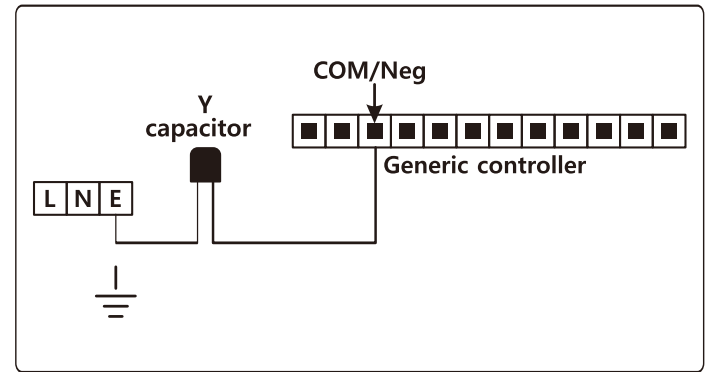 COM/Neg
Y
capacitor
Generic controller
L N E